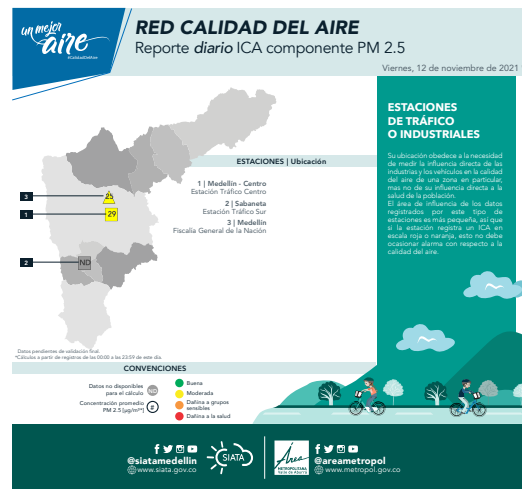 un mejor
aire
#CalidadDelAire
RED CALIDAD DEL AIRE
Reporte diario ICA componente PM 2.5
Viernes, 12 de noviembre de 2021
ESTACIONES | Ubicación
1 | Medellín - Centro
Estación Tráfico Centro
2 | Sabaneta
Estación Tráfico Sur
3 | Medellín
Fiscalía General de la Nación
3
25
1
29
2
ND
ESTACIONES
DE TRÁFICO
O INDUSTRIALES
Su ubicación obedece a la necesidad
de medir la influencia directa de las
industrias y los vehículos en la calidad
del aire de una zona en particular,
mas no de su influencia directa a la
salud de la población.
El área de influencia de los datos
registrados por este tipo de
estaciones es más pequeña, así que
si la estación registra un ICA en
escala roja o naranja, esto no debe
ocasionar alarma con respecto a la
calidad del aire.
Datos pendientes de validación final.
*Cálculos a partir de registros de las 00:00 a las 23:59 de este día.
CONVENCIONES
Datos no disponibles
para el cálculo
ND
Concentración promedio
PM 2.5 [µg/m³*]
#
Buena
Moderada
Dañina a grupos
sensibles
Dañina a la salud
@siatamedellin
www.siata.gov.co
SIATA
Área
METROPOLITANA
Valle de Aburrá
@areametropol
www.metropol.gov.co